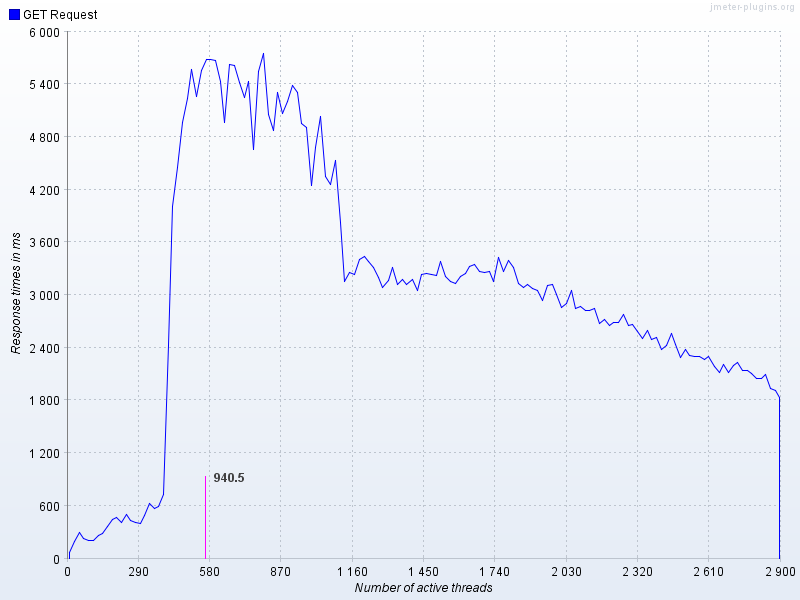 jmeter-plugins.org
GET Request
6 000
5 400
4 800
4 200
3 600
3 000
2 400
1 800
1 200
600
0
Response times in ms
940.5
0 290 580 870 1 160 1 450 1 740 2 030 2 320 2 610 2 900
Number of active threads